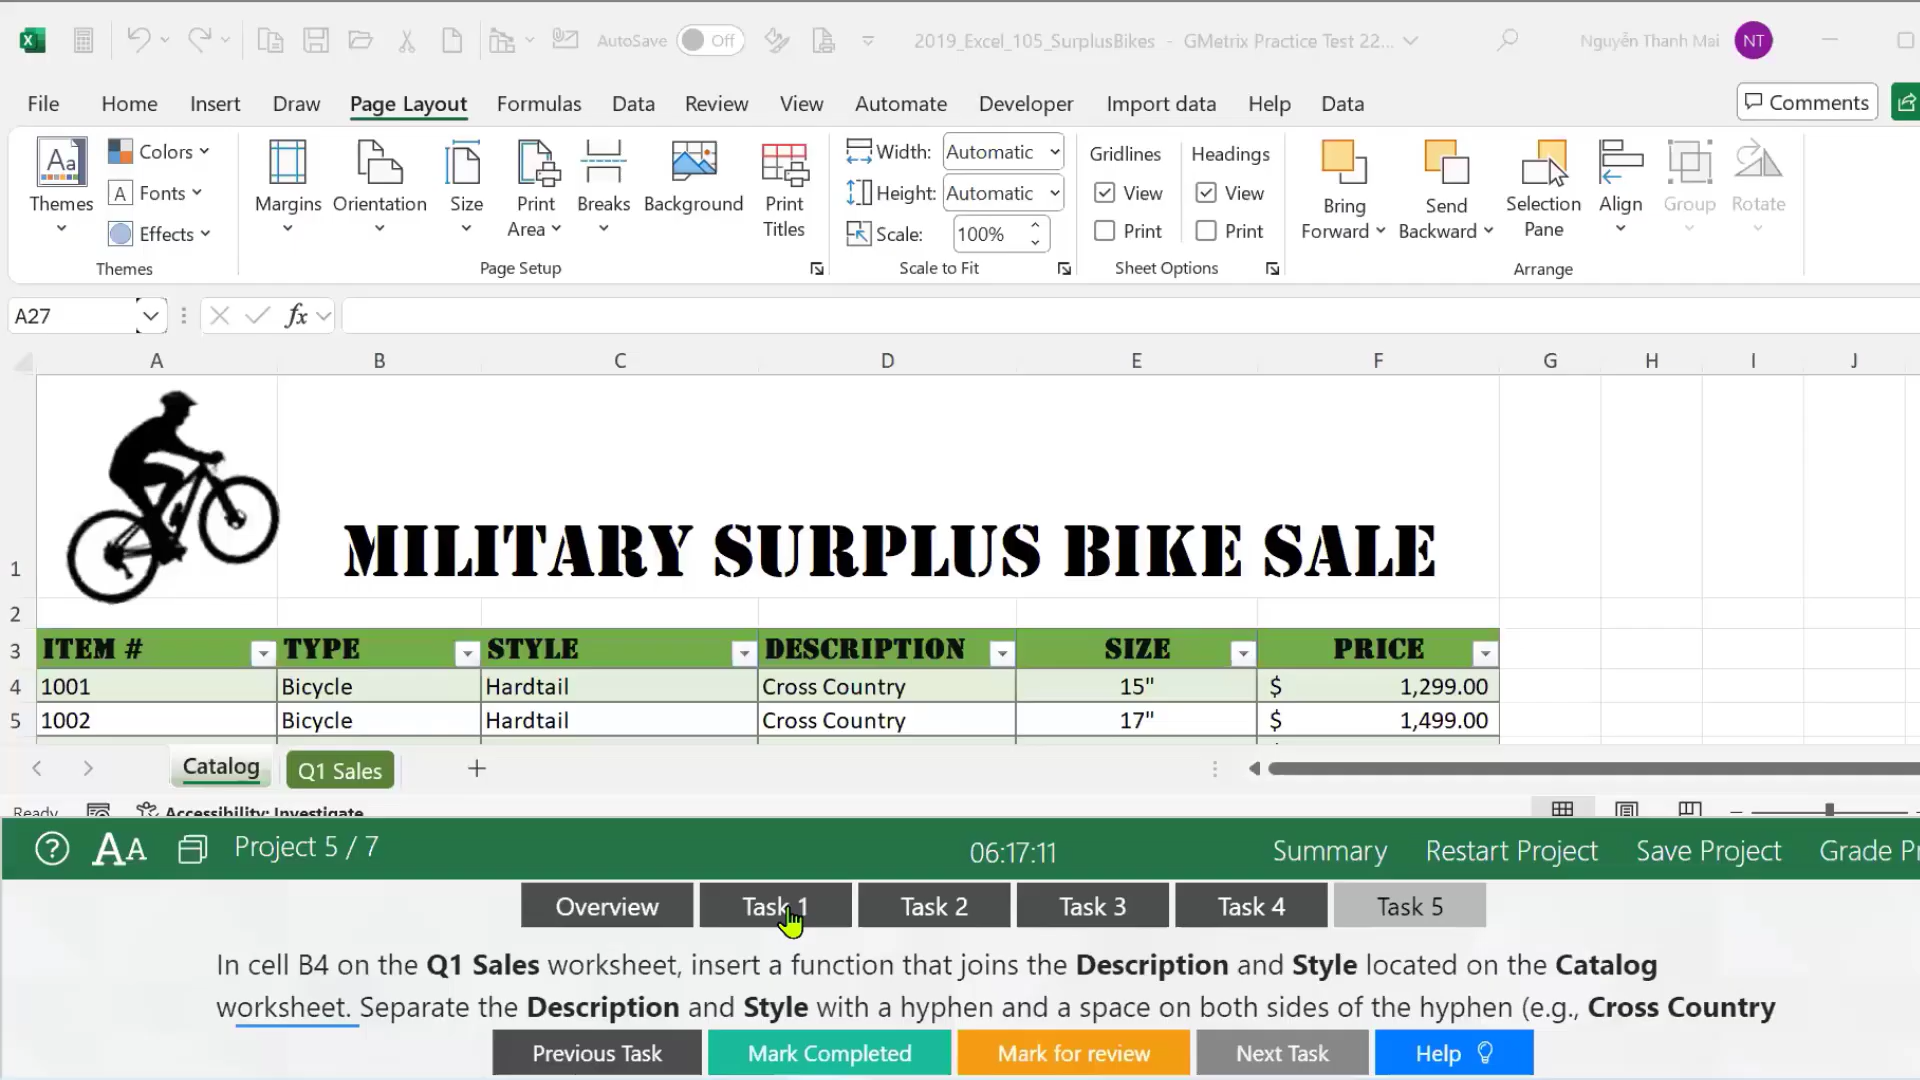 AutoSave Off 2019_Excel_105_SurplusBikes - GMetrix Practice Test 22... Nguyễn Thanh Mai NT
File Home Insert Draw Page Layout Formulas Data Review View Automate Developer Import data Help Data Comments
Aa Colors Width: Automatic Gridlines Headings
A Fonts Height: Automatic View View
Themes Margins Orientation Size Print Area Breaks Background Print Titles Bring Forward Send Backward Selection Pane Align Group Rotate
Effects Scale: 100% Print Print
Themes Page Setup Scale to Fit Sheet Options Arrange
A27 fx
A B C D E F G H I J
1 MILITARY SURPLUS BIKE SALE
2
3 ITEM # TYPE STYLE DESCRIPTION SIZE PRICE
4 1001 Bicycle Hardtail Cross Country 15" $ 1,299.00
5 1002 Bicycle Hardtail Cross Country 17" $ 1,499.00
Catalog Q1 Sales +
Ready Accessibility: Investigate
? AA Project 5 / 7 06:17:11 Summary Restart Project Save Project Grade Pr
Overview Task 1 Task 2 Task 3 Task 4 Task 5
In cell B4 on the Q1 Sales worksheet, insert a function that joins the Description and Style located on the Catalog
worksheet. Separate the Description and Style with a hyphen and a space on both sides of the hyphen (e.g., Cross Country
Previous Task Mark Completed Mark for review Next Task Help